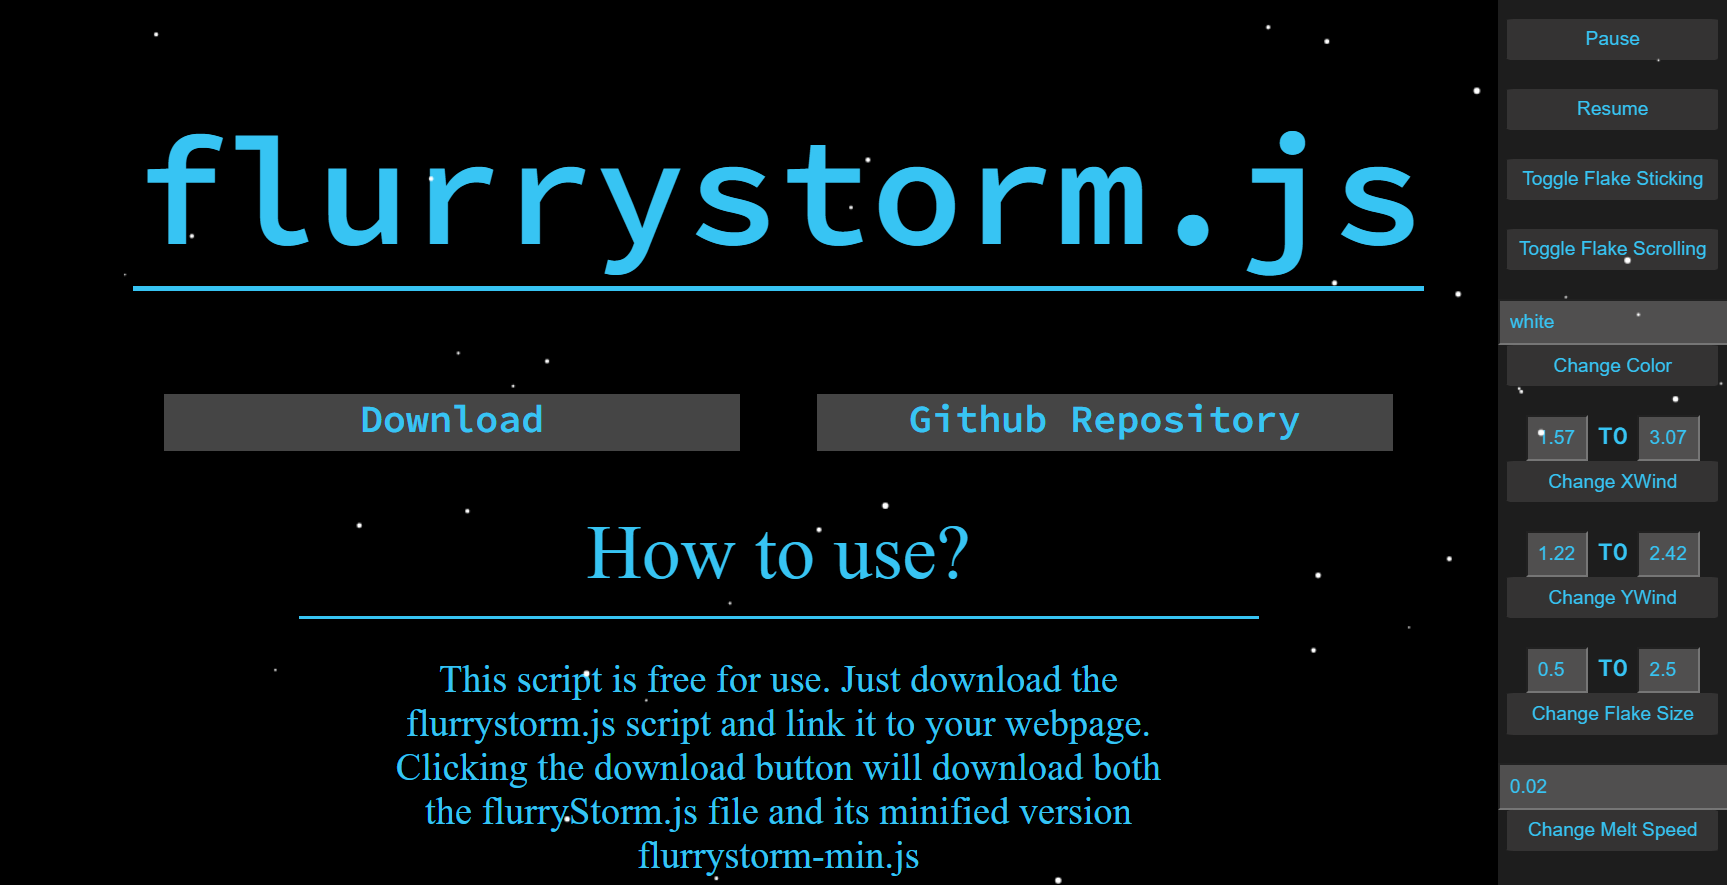 flurrystorm.js
Download
Github Repository
How to use?
This script is free for use. Just download the
flurrystorm.js script and link it to your webpage.
Clicking the download button will download both
the flurryStorm.js file and its minified version
flurrystorm-min.js
Pause
Resume
Toggle Flake Sticking
Toggle Flake Scrolling
white
Change Color
1.57 TO 3.07
Change XWind
1.22 TO 2.42
Change YWind
0.5 TO 2.5
Change Flake Size
0.02
Change Melt Speed